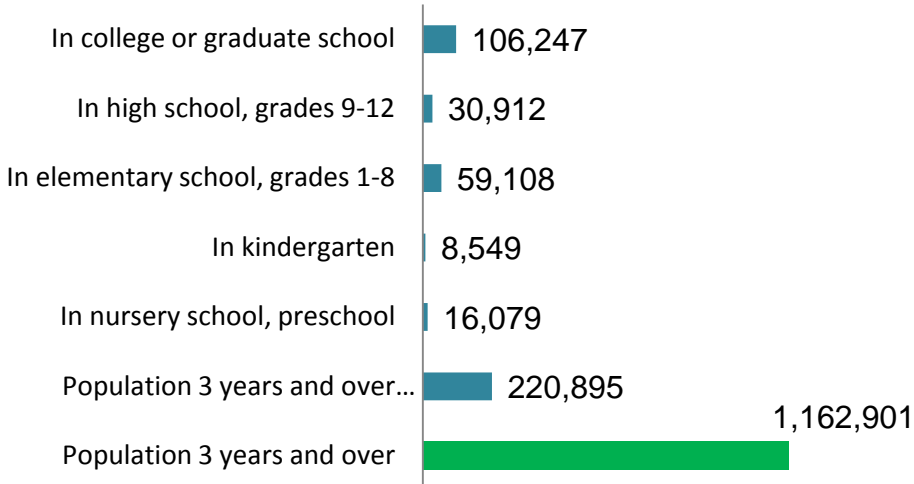 In college or graduate school 106,247
In high school, grades 9-12 30,912
In elementary school, grades 1-8 59,108
In kindergarten 8,549
In nursery school, preschool 16,079
Population 3 years and over... 220,895
1,162,901
Population 3 years and over